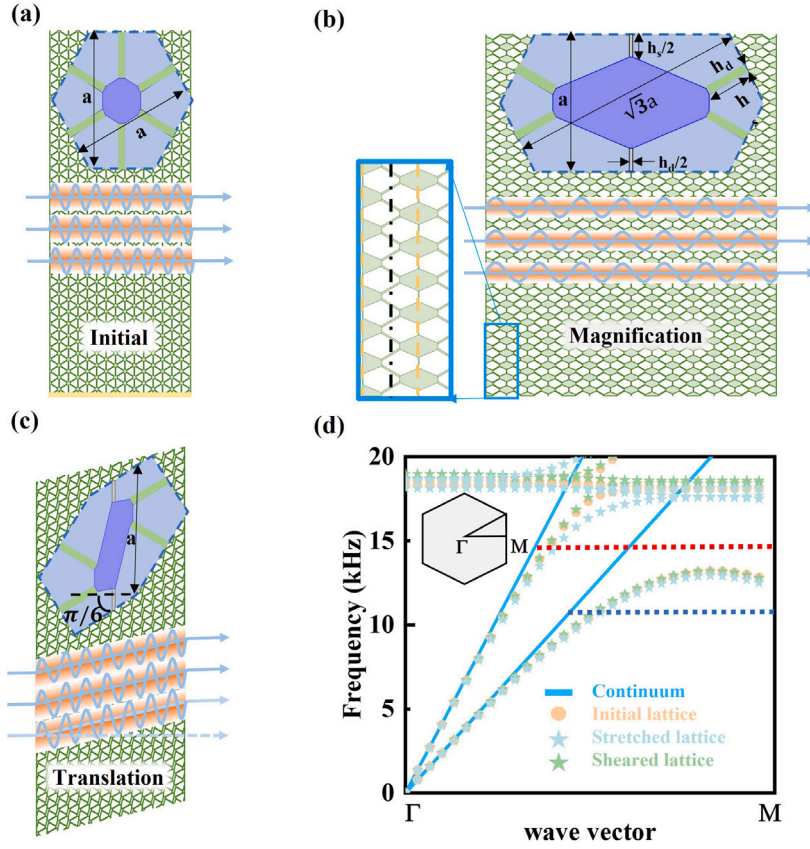 (a)
a
a
Initial
(b)
hₛ/2
h_d
a
√3a
h
s
h_d/2
Magnification
(c)
a
π/6
Translation
(d)
20
15
10
5
0
Frequency (kHz)
Γ
M
Continuum
Initial lattice
Stretched lattice
Sheared lattice
Γ
M
wave vector